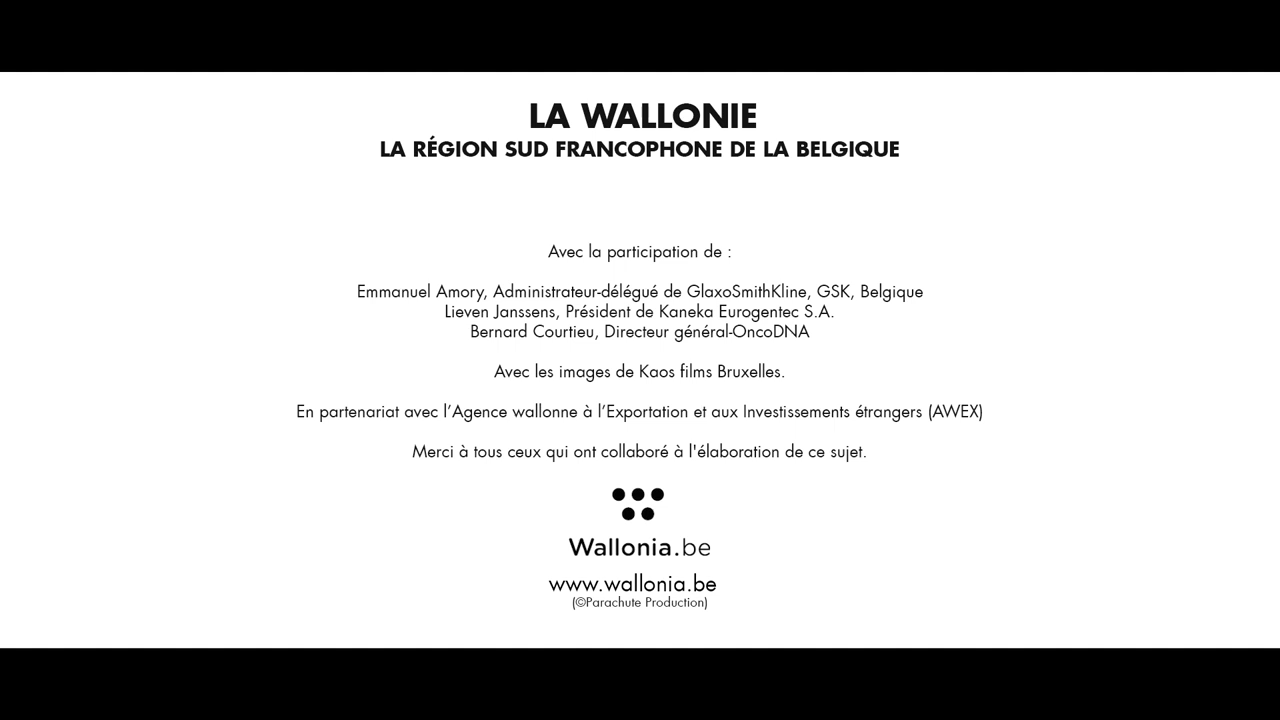 LA WALLONIE
LA RÉGION SUD FRANCOPHONE DE LA BELGIQUE
Avec la participation de :
Emmanuel Amory, Administrateur-délégué de GlaxoSmithKline, GSK, Belgique
Lieven Janssens, Président de Kaneka Eurogentec S.A.
Bernard Courtieu, Directeur général-OncoDNA
Avec les images de Kaos films Bruxelles.
En partenariat avec l’Agence wallonne à l’Exportation et aux Investissements étrangers (AWEX)
Merci à tous ceux qui ont collaboré à l'élaboration de ce sujet.
Wallonia.be
www.wallonia.be
(©Parachute Production)